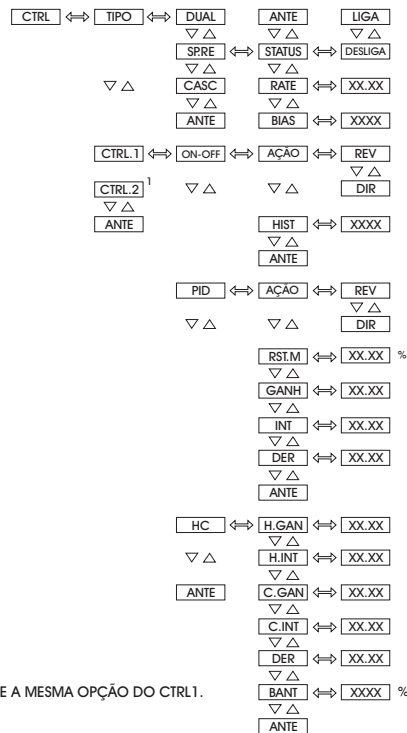 CTRL TIPO DUAL ANTE LIGA
SP.RE STATUS DESLIGA
CASC RATE XX.XX
ANTE BIAS XXXX
CTRL.1 ON-OFF AÇÃO REV
CTRL.2 1 DIR
ANTE HIST XXXX
ANTE
PID AÇÃO REV
DIR
RST.M XX.XX %
GANH XX.XX
INT XX.XX
DER XX.XX
ANTE
HC H.GAN XX.XX
H.INT XX.XX
ANTE C.GAN XX.XX
C.INT XX.XX
DER XX.XX
E A MESMA OPÇÃO DO CTRL1. BANT XXXX %
ANTE